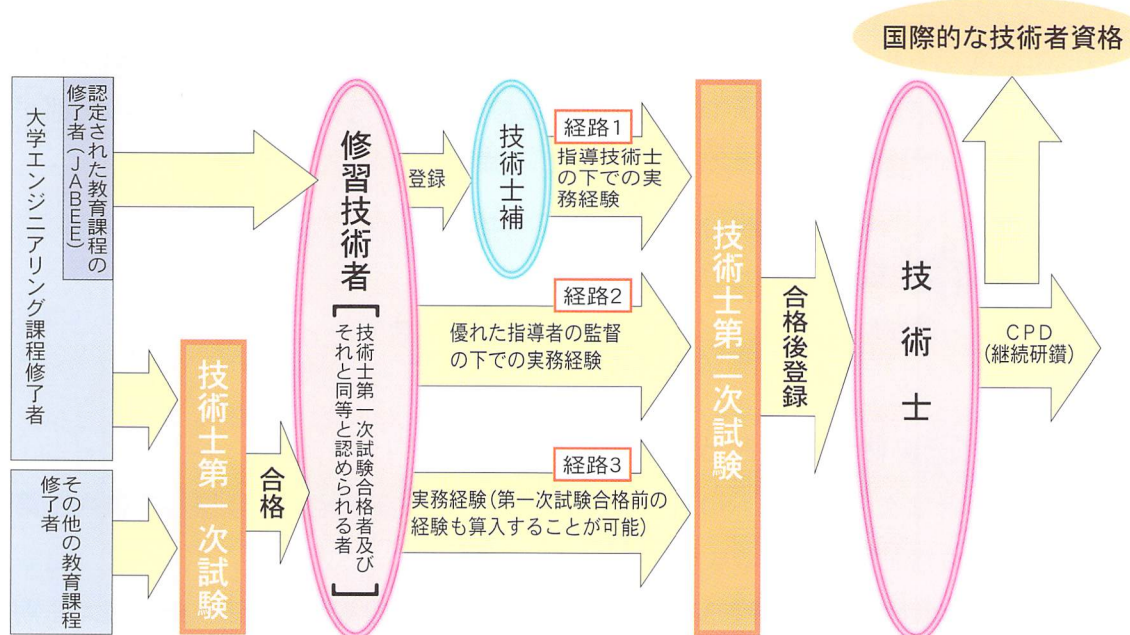 国際的な技術者資格
大学エンジニアリング課程修了者
認定された教育課程の
修了者(JABEE)
その他の教育課程
修了者
技術士第一次試験
合格
修習技術者
技術士第一次試験合格者及び
それと同等と認められる者
登録
技術士補
経路1
指導技術士
の下での実
務経験
経路2
優れた指導者の監督
の下での実務経験
経路3
実務経験(第一次試験合格前の
経験も算入することが可能)
技術士第二次試験
合格後登録
技術士
CPD
(継続研鑽)